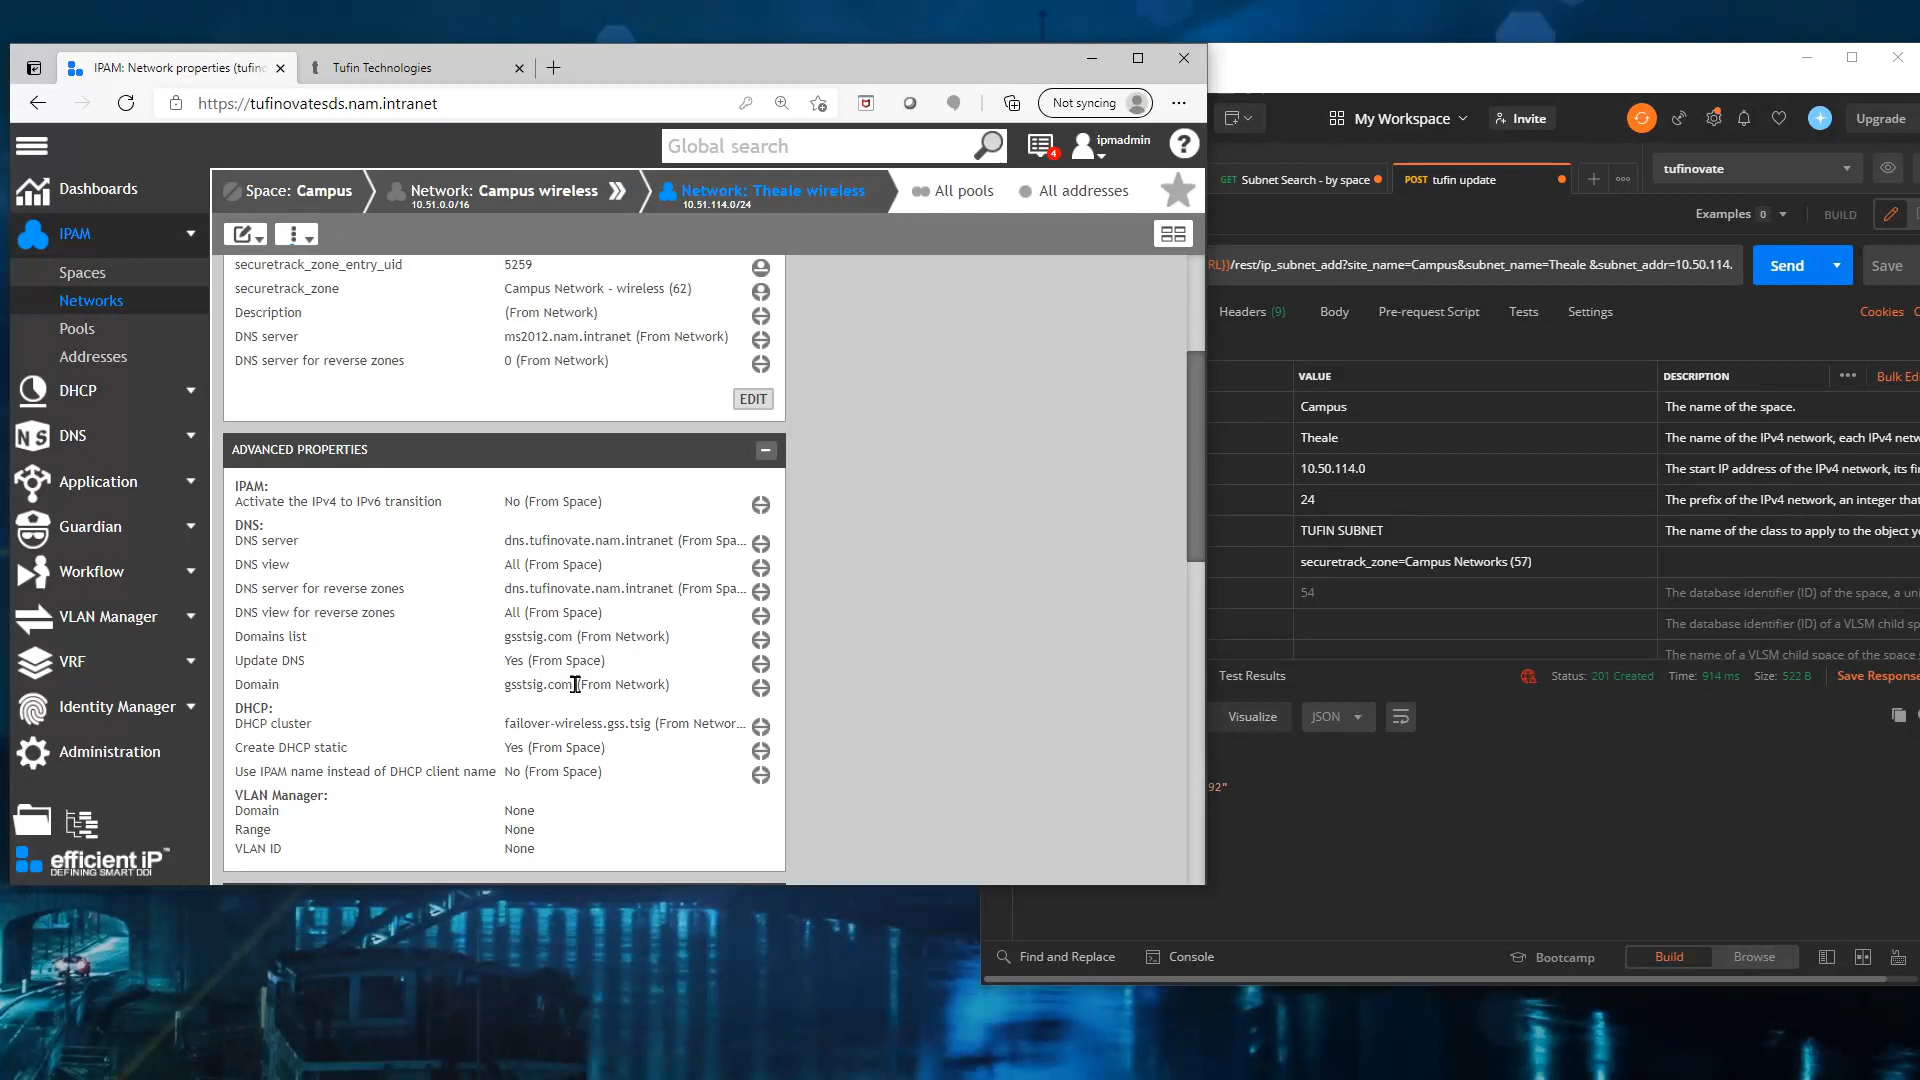 IPAM: Network properties (tufinc
Tufin Technologies
https://tufinovatesds.nam.intranet
Not syncing
Global search
4
ipmadmin
?
Space: Campus
Network: Campus wireless
10.51.0.0/16
Network: Theale wireless
10.51.114.0/24
All pools
All addresses
Dashboards
IPAM
Spaces
Networks
Pools
Addresses
DHCP
NS
DNS
Application
Guardian
Workflow
VLAN Manager
VRF
Identity Manager
Administration
efficient iP™
DEFINING SMART DDI
securetrack_zone_entry_uid 5259
securetrack_zone Campus Network - wireless (62)
Description (From Network)
DNS server ms2012.nam.intranet (From Network)
DNS server for reverse zones 0 (From Network)
EDIT
ADVANCED PROPERTIES
IPAM:
Activate the IPv4 to IPv6 transition No (From Space)
DNS:
DNS server dns.tufinovate.nam.intranet (From Spa...
DNS view All (From Space)
DNS server for reverse zones dns.tufinovate.nam.intranet (From Spa...
DNS view for reverse zones All (From Space)
Domains list gsstsig.com (From Network)
Update DNS Yes (From Space)
Domain gsstsig.com (From Network)
DHCP:
DHCP cluster failover-wireless.gss.tsig (From Networ...
Create DHCP static Yes (From Space)
Use IPAM name instead of DHCP client name No (From Space)
VLAN Manager:
Domain None
Range None
VLAN ID None
My Workspace
Invite
Upgrade
GET Subnet Search - by space
POST tufin update
tufinovate
Examples 0
BUILD
RL}}/rest/ip_subnet_add?site_name=Campus&subnet_name=Theale &subnet_addr=10.50.114.
Send
Save
Headers (9)
Body
Pre-request Script
Tests
Settings
Cookies
VALUE DESCRIPTION
Bulk Edi
Campus The name of the space.
Theale The name of the IPv4 network, each IPv4 netw
10.50.114.0 The start IP address of the IPv4 network, its fi
24 The prefix of the IPv4 network, an integer that
TUFIN SUBNET The name of the class to apply to the object yo
securetrack_zone=Campus Networks (57)
54 The database identifier (ID) of the space, a uni
The database identifier (ID) of a VLSM child sp
The name of a VLSM child space of the space s
Test Results
Status: 201 Created Time: 914 ms Size: 522 B
Save Response
Visualize
JSON
92"
Find and Replace
Console
Bootcamp
Build
Browse